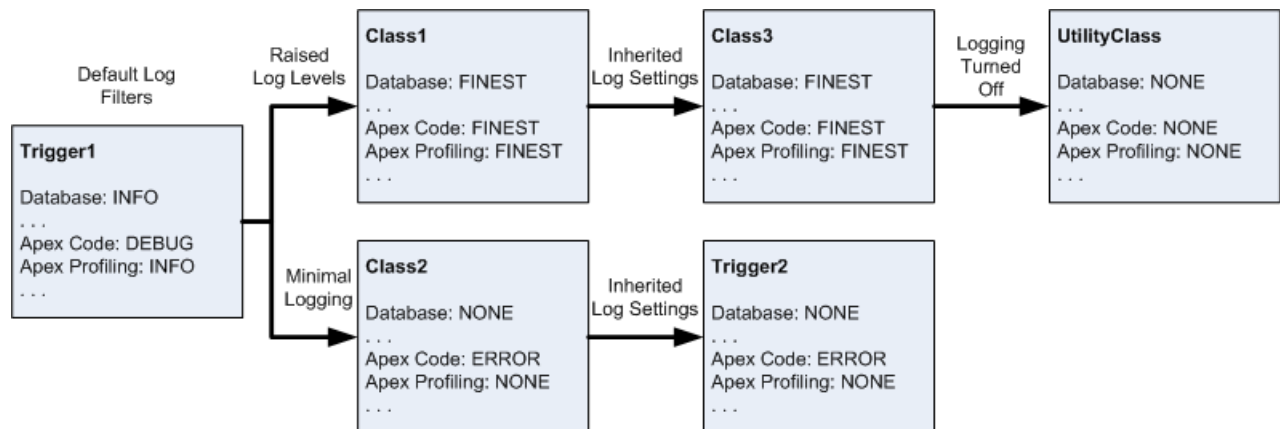 Default Log
Filters
Trigger1
Database: INFO
. . .
Apex Code: DEBUG
Apex Profiling: INFO
. . .
Raised
Log Levels
Class1
Database: FINEST
. . .
Apex Code: FINEST
Apex Profiling: FINEST
. . .
Inherited
Log Settings
Class3
Database: FINEST
. . .
Apex Code: FINEST
Apex Profiling: FINEST
. . .
Logging
Turned
Off
UtilityClass
Database: NONE
. . .
Apex Code: NONE
Apex Profiling: NONE
. . .
Minimal
Logging
Class2
Database: NONE
. . .
Apex Code: ERROR
Apex Profiling: NONE
. . .
Inherited
Log Settings
Trigger2
Database: NONE
. . .
Apex Code: ERROR
Apex Profiling: NONE
. . .